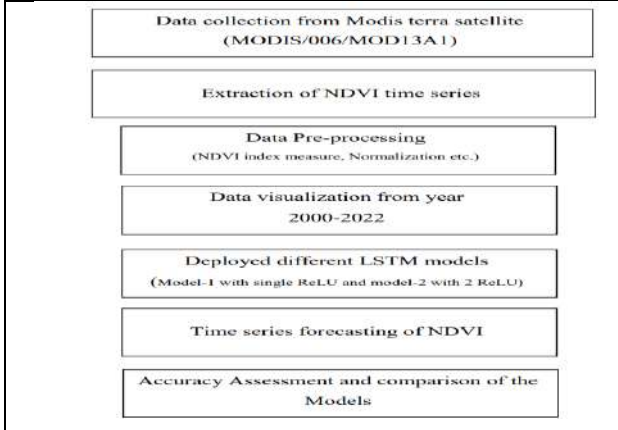 Data collection from Modis terra satellite
(MODIS/006/MOD13A1)
Extraction of NDVI time series
Data Pre-processing
(NDVI index measure, Normalization etc.)
Data visualization from year
2000-2022
Deployed different LSTM models
(Model-1 with single ReLU and model-2 with 2 ReLU)
Time series forecasting of NDVI
Accuracy Assessment and comparison of the
Models